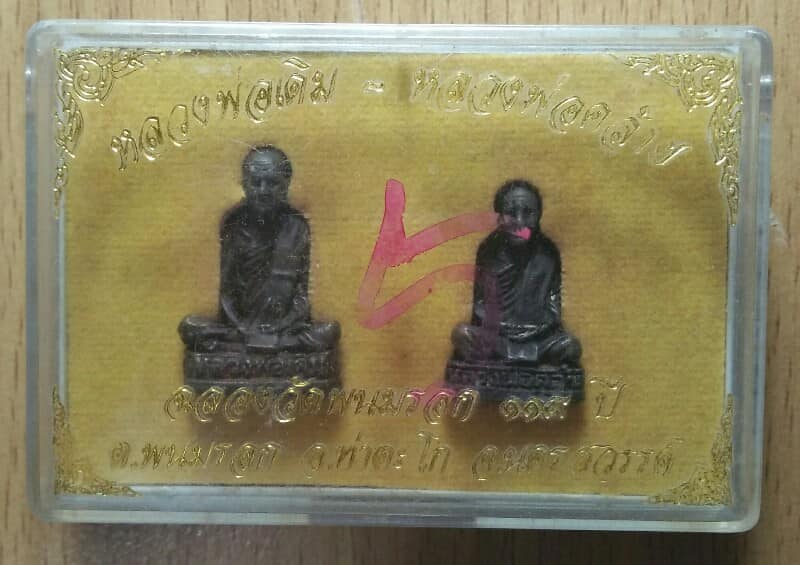 หลวงพ่อเดิม - หลวงพ่อคล้าย
หลวงพ่อเดิม
ฉลองวัดพนมรอก ๑๑๙ ปี
ต.พนมรอก อ.ท่าตะโก จ.นครสวรรค์